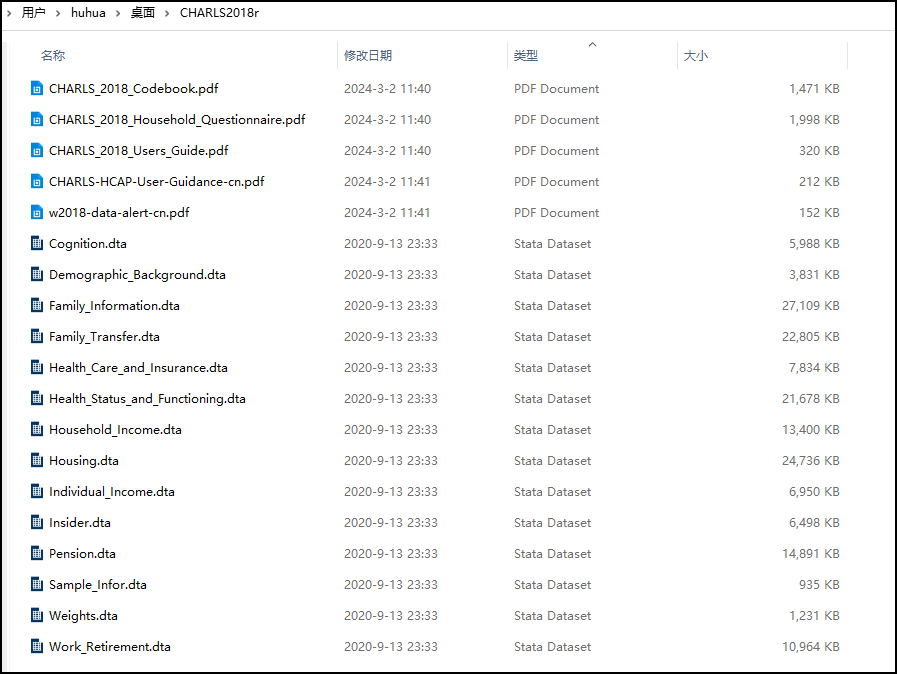 用户 huhua 桌面 CHARLS2018r
名称 修改日期 类型 大小
CHARLS_2018_Codebook.pdf 2024-3-2 11:40 PDF Document 1,471 KB
CHARLS_2018_Household_Questionnaire.pdf 2024-3-2 11:40 PDF Document 1,998 KB
CHARLS_2018_Users_Guide.pdf 2024-3-2 11:40 PDF Document 320 KB
CHARLS-HCAP-User-Guidance-cn.pdf 2024-3-2 11:41 PDF Document 212 KB
w2018-data-alert-cn.pdf 2024-3-2 11:41 PDF Document 152 KB
Cognition.dta 2020-9-13 23:33 Stata Dataset 5,988 KB
Demographic_Background.dta 2020-9-13 23:33 Stata Dataset 3,831 KB
Family_Information.dta 2020-9-13 23:33 Stata Dataset 27,109 KB
Family_Transfer.dta 2020-9-13 23:33 Stata Dataset 22,805 KB
Health_Care_and_Insurance.dta 2020-9-13 23:33 Stata Dataset 7,834 KB
Health_Status_and_Functioning.dta 2020-9-13 23:33 Stata Dataset 21,678 KB
Household_Income.dta 2020-9-13 23:33 Stata Dataset 13,400 KB
Housing.dta 2020-9-13 23:33 Stata Dataset 24,736 KB
Individual_Income.dta 2020-9-13 23:33 Stata Dataset 6,950 KB
Insider.dta 2020-9-13 23:33 Stata Dataset 6,498 KB
Pension.dta 2020-9-13 23:33 Stata Dataset 14,891 KB
Sample_Infor.dta 2020-9-13 23:33 Stata Dataset 935 KB
Weights.dta 2020-9-13 23:33 Stata Dataset 1,231 KB
Work_Retirement.dta 2020-9-13 23:33 Stata Dataset 10,964 KB